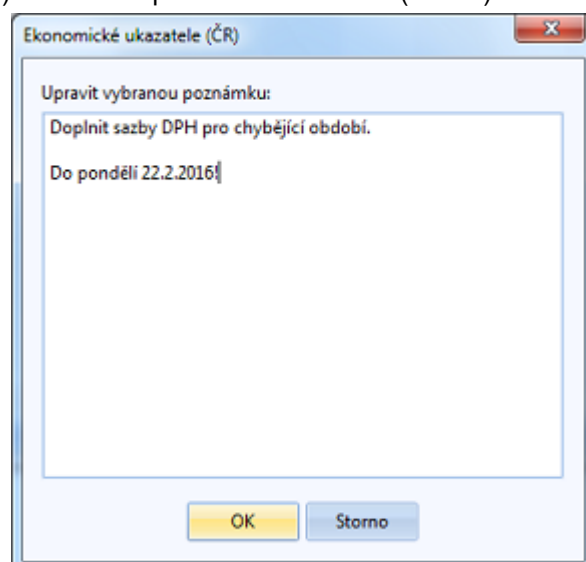 Ekonomické ukazatele (ČR)
Upravit vybranou poznámku:
Doplnit sazby DPH pro chybějící období.
Do pondělí 22.2.2016!
OK
Storno